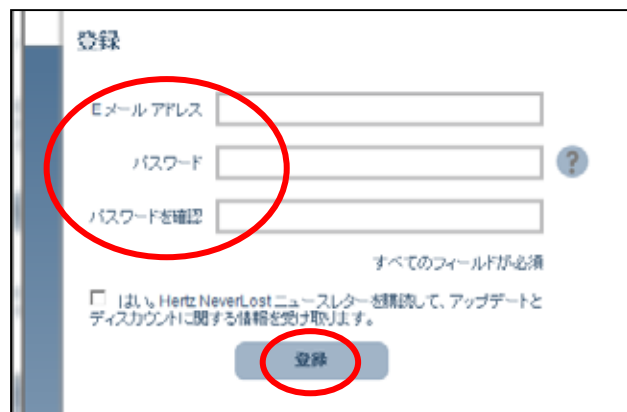 登録
Eメール アドレス
パスワード
?
パスワードを確認
すべてのフィールドが必須
はい。Hertz NeverLost ニュースレターを購読して、アップデートと
ディスカウントに関する情報を受け取ります。
登録